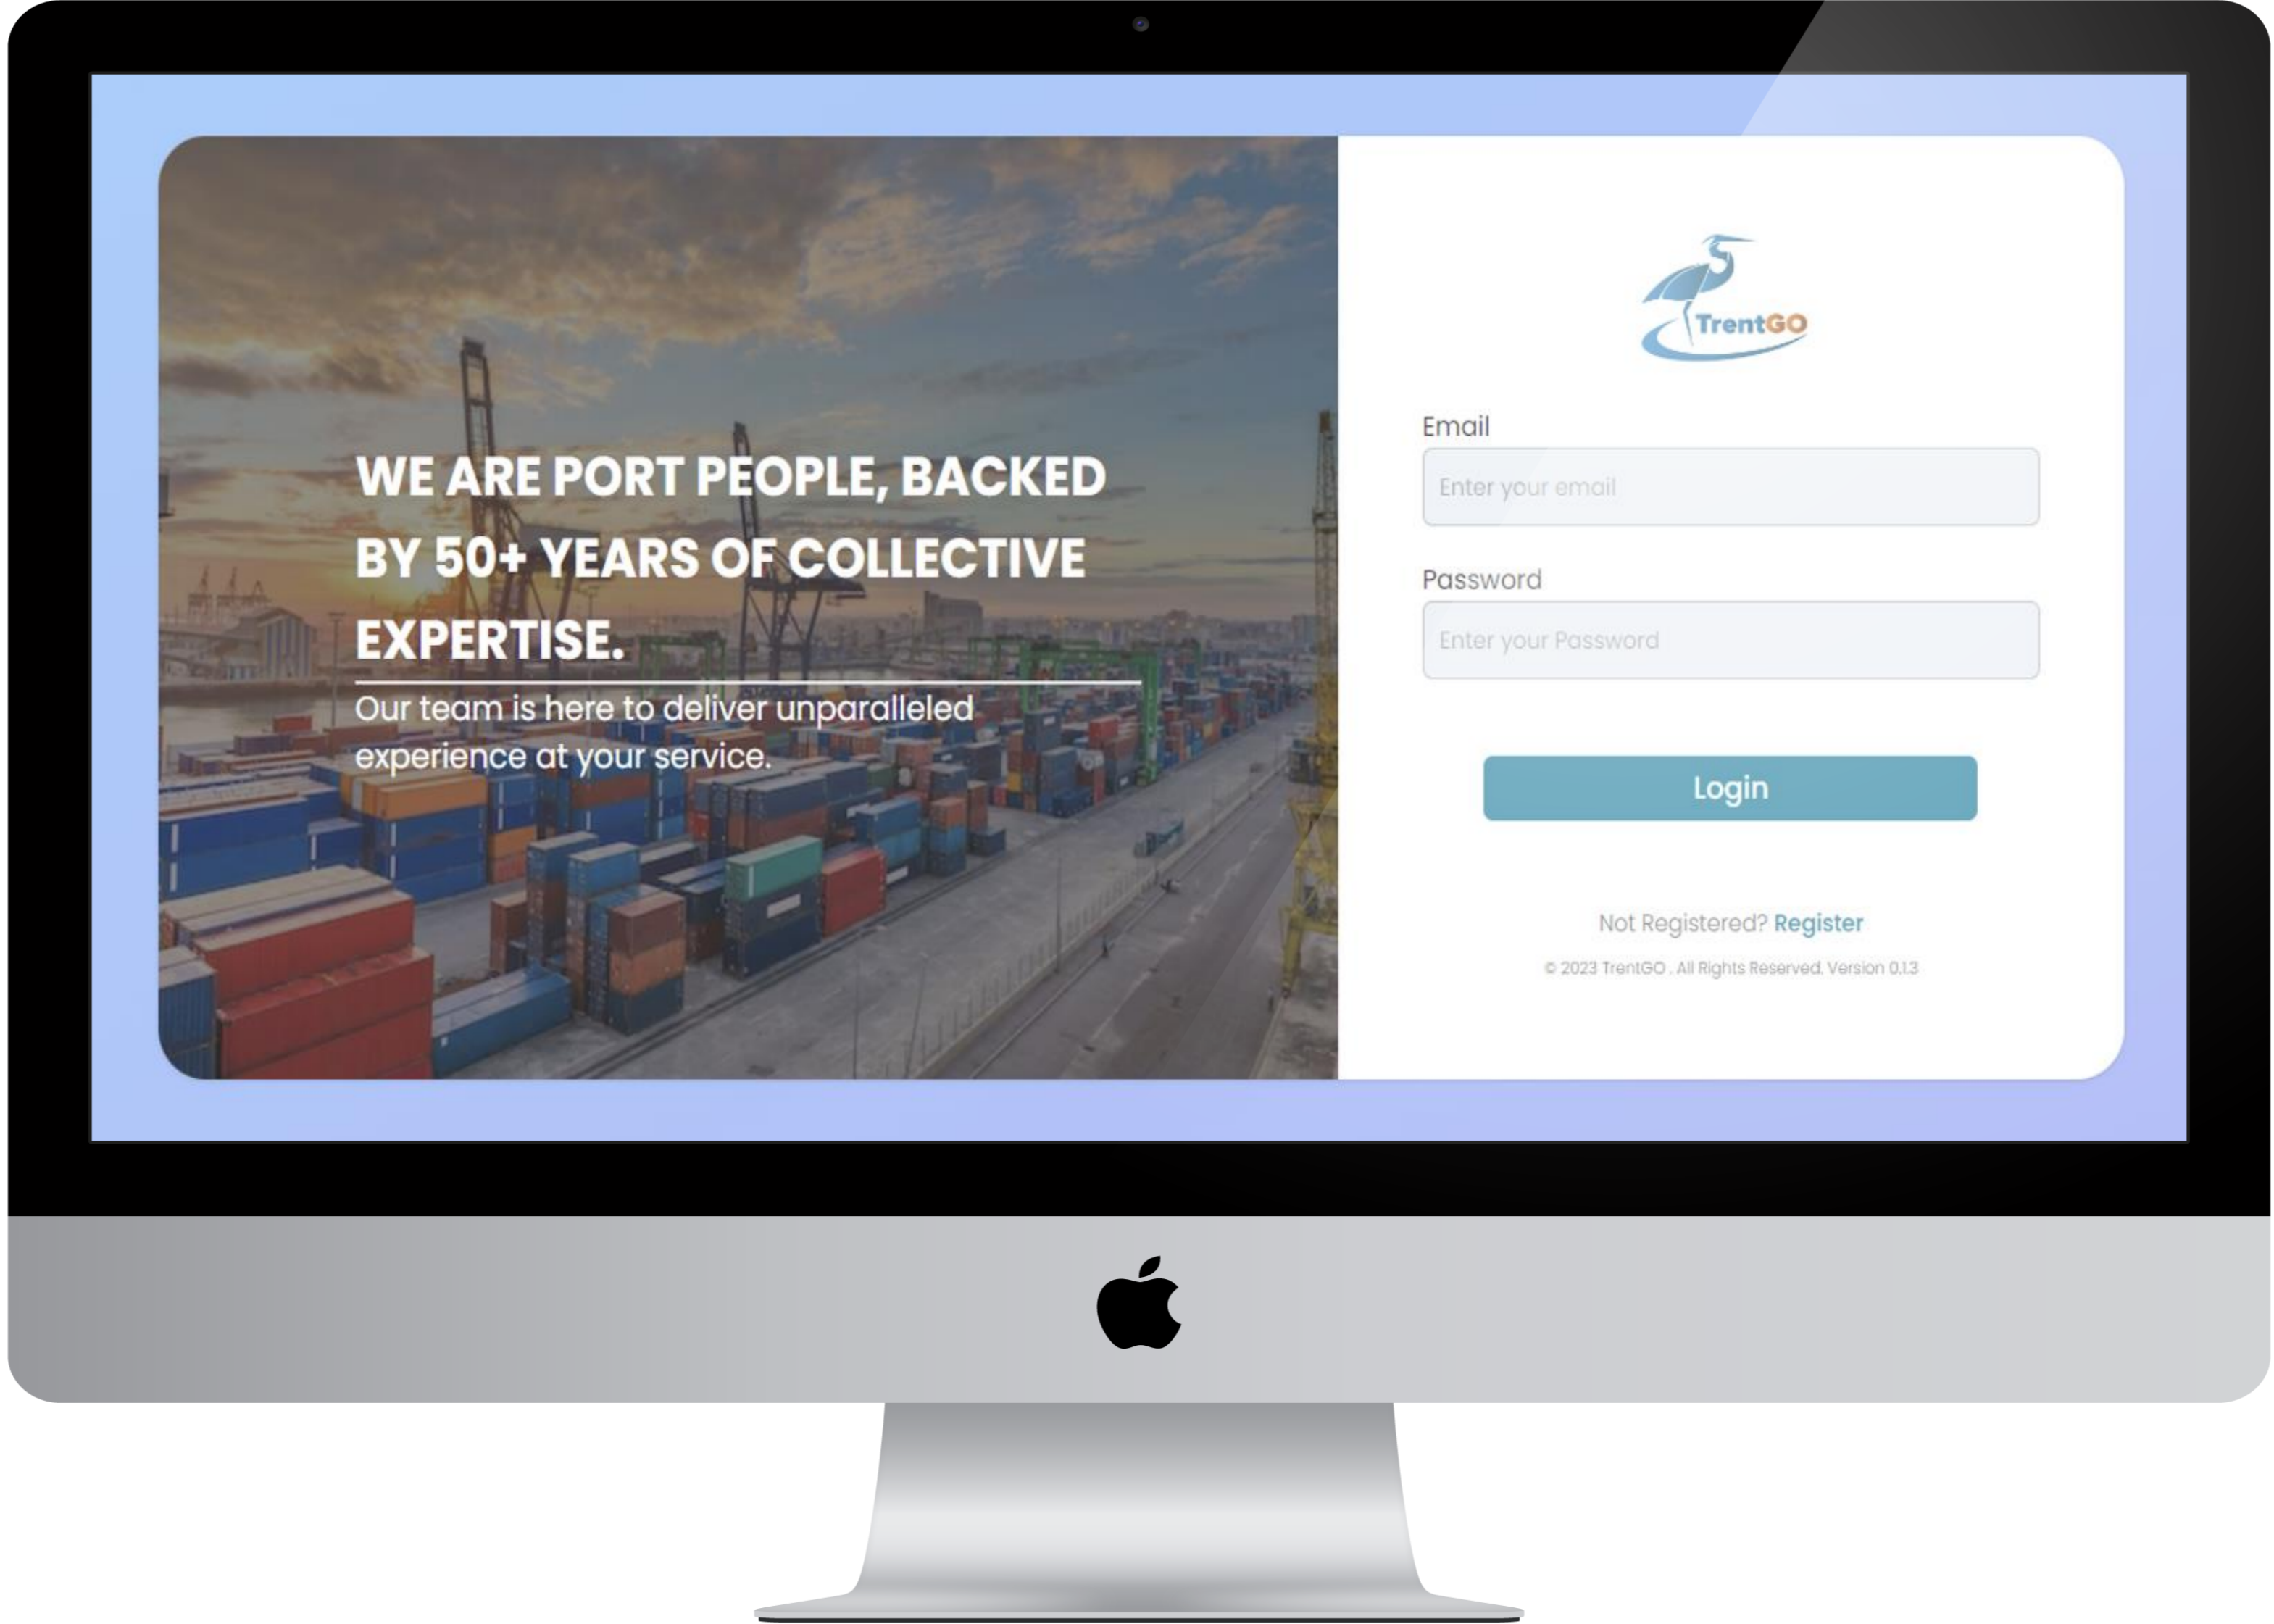 WE ARE PORT PEOPLE, BACKED
BY 50+ YEARS OF COLLECTIVE
EXPERTISE.
Our team is here to deliver unparalleled
experience at your service.
TrentGO
Email
Enter your email
Password
Enter your Password
Login
Not Registered? Register
© 2023 TrentGO . All Rights Reserved. Version 0.1.3